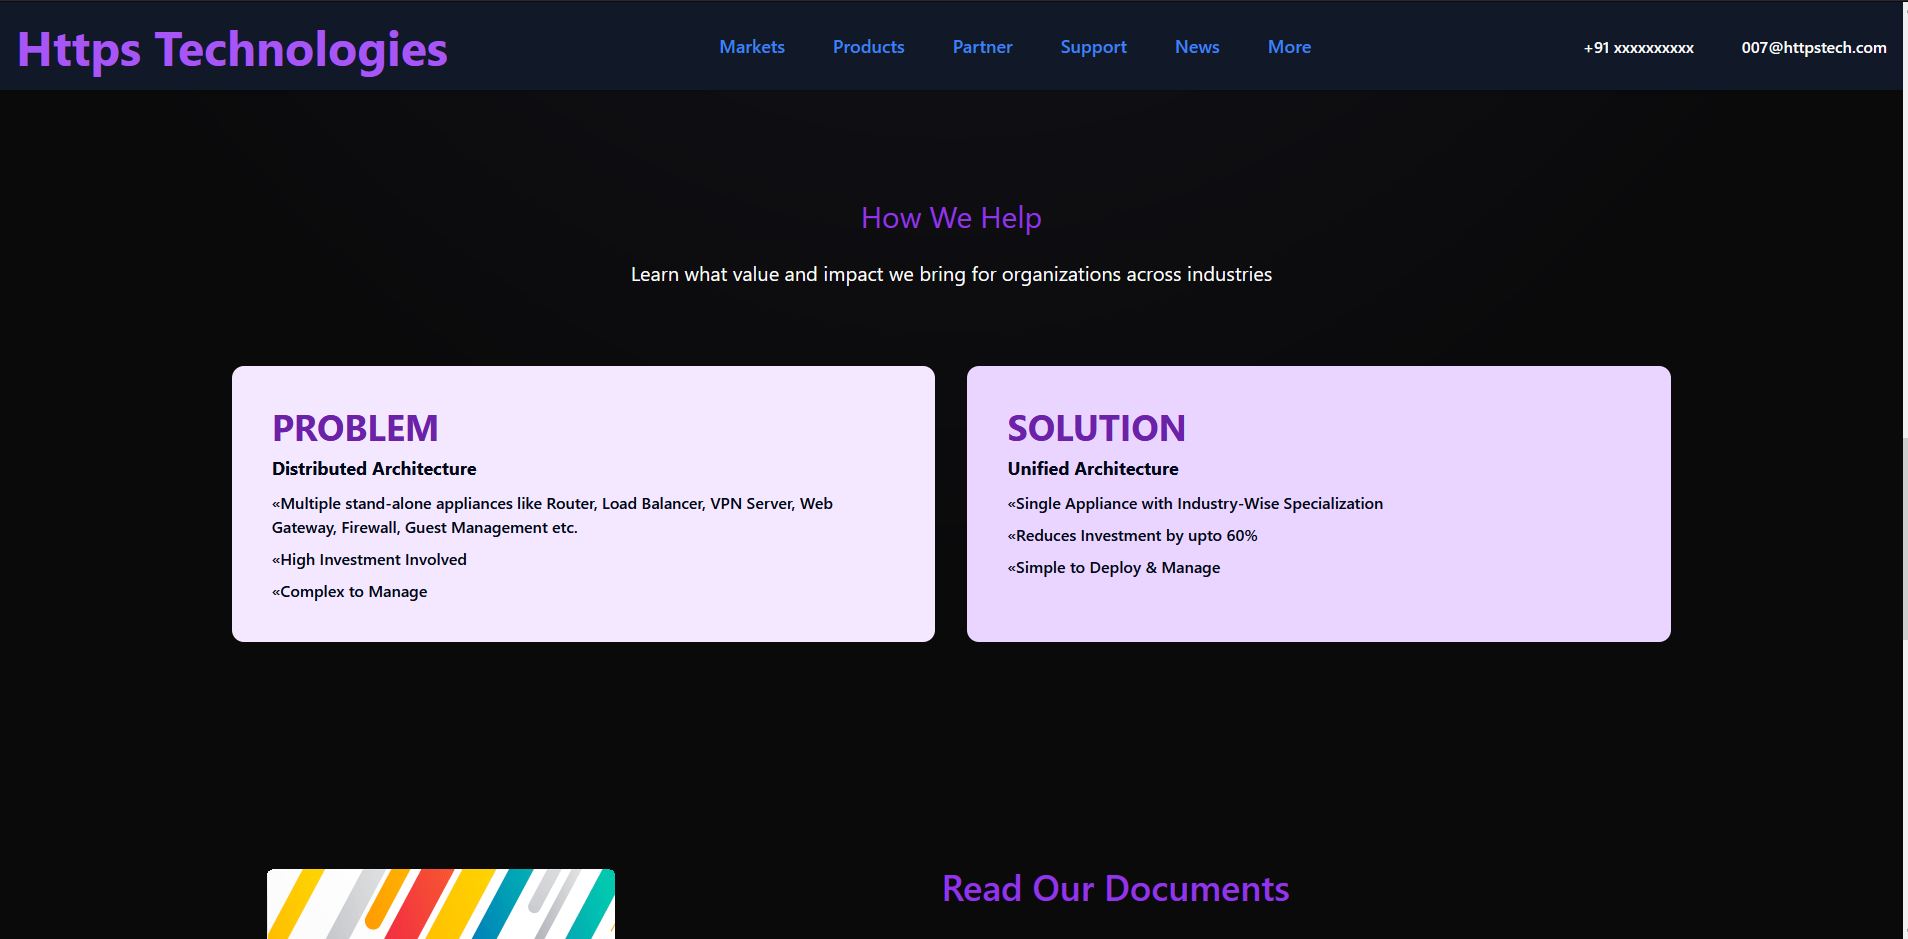 Https Technologies
Markets Products Partner Support News More
+91 xxxxxxxxxx 007@httpstech.com
How We Help
Learn what value and impact we bring for organizations across industries
PROBLEM
Distributed Architecture
«Multiple stand-alone appliances like Router, Load Balancer, VPN Server, Web
Gateway, Firewall, Guest Management etc.
«High Investment Involved
«Complex to Manage
SOLUTION
Unified Architecture
«Single Appliance with Industry-Wise Specialization
«Reduces Investment by upto 60%
«Simple to Deploy & Manage
Read Our Documents